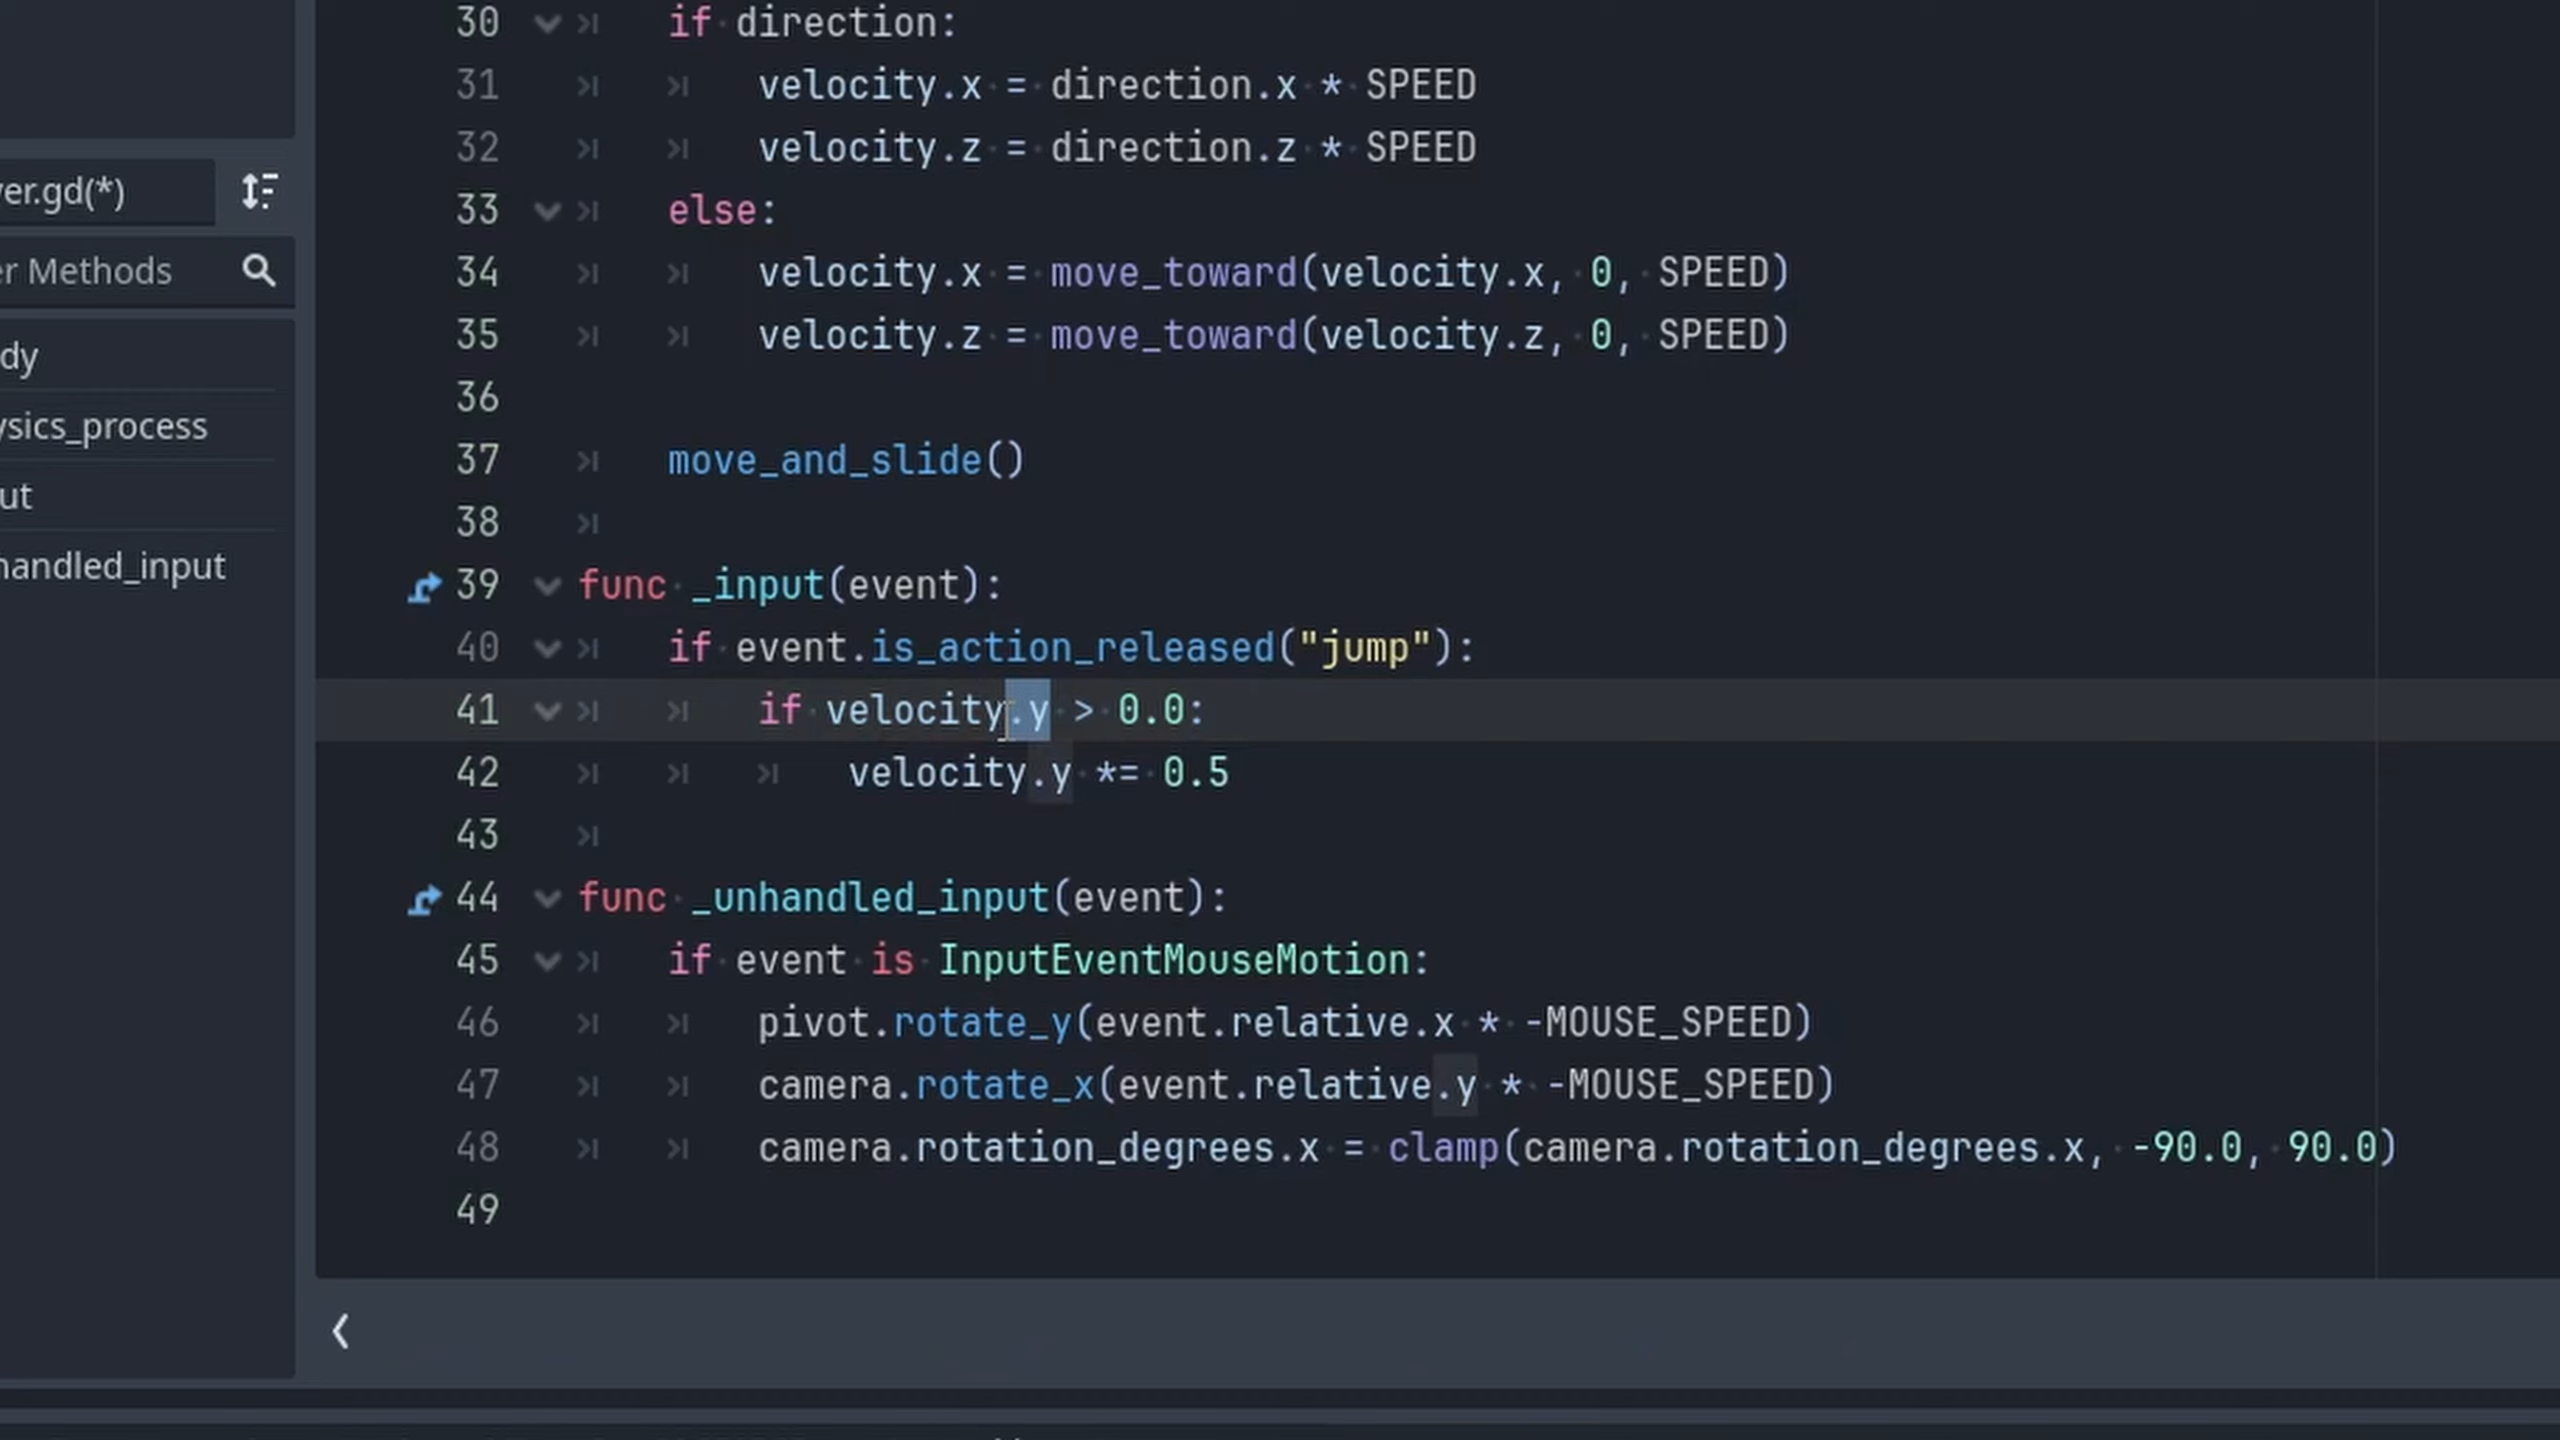 ver.gd(*)
er Methods
dy
ysics_process
ut
handled_input
30 if direction:
31 velocity.x = direction.x * SPEED
32 velocity.z = direction.z * SPEED
33 else:
34 velocity.x = move_toward(velocity.x, 0, SPEED)
35 velocity.z = move_toward(velocity.z, 0, SPEED)
36
37 move_and_slide()
38
39 func _input(event):
40 if event.is_action_released("jump"):
41 if velocity.y > 0.0:
42 velocity.y *= 0.5
43
44 func _unhandled_input(event):
45 if event is InputEventMouseMotion:
46 pivot.rotate_y(event.relative.x * -MOUSE_SPEED)
47 camera.rotate_x(event.relative.y * -MOUSE_SPEED)
48 camera.rotation_degrees.x = clamp(camera.rotation_degrees.x, -90.0, 90.0)
49